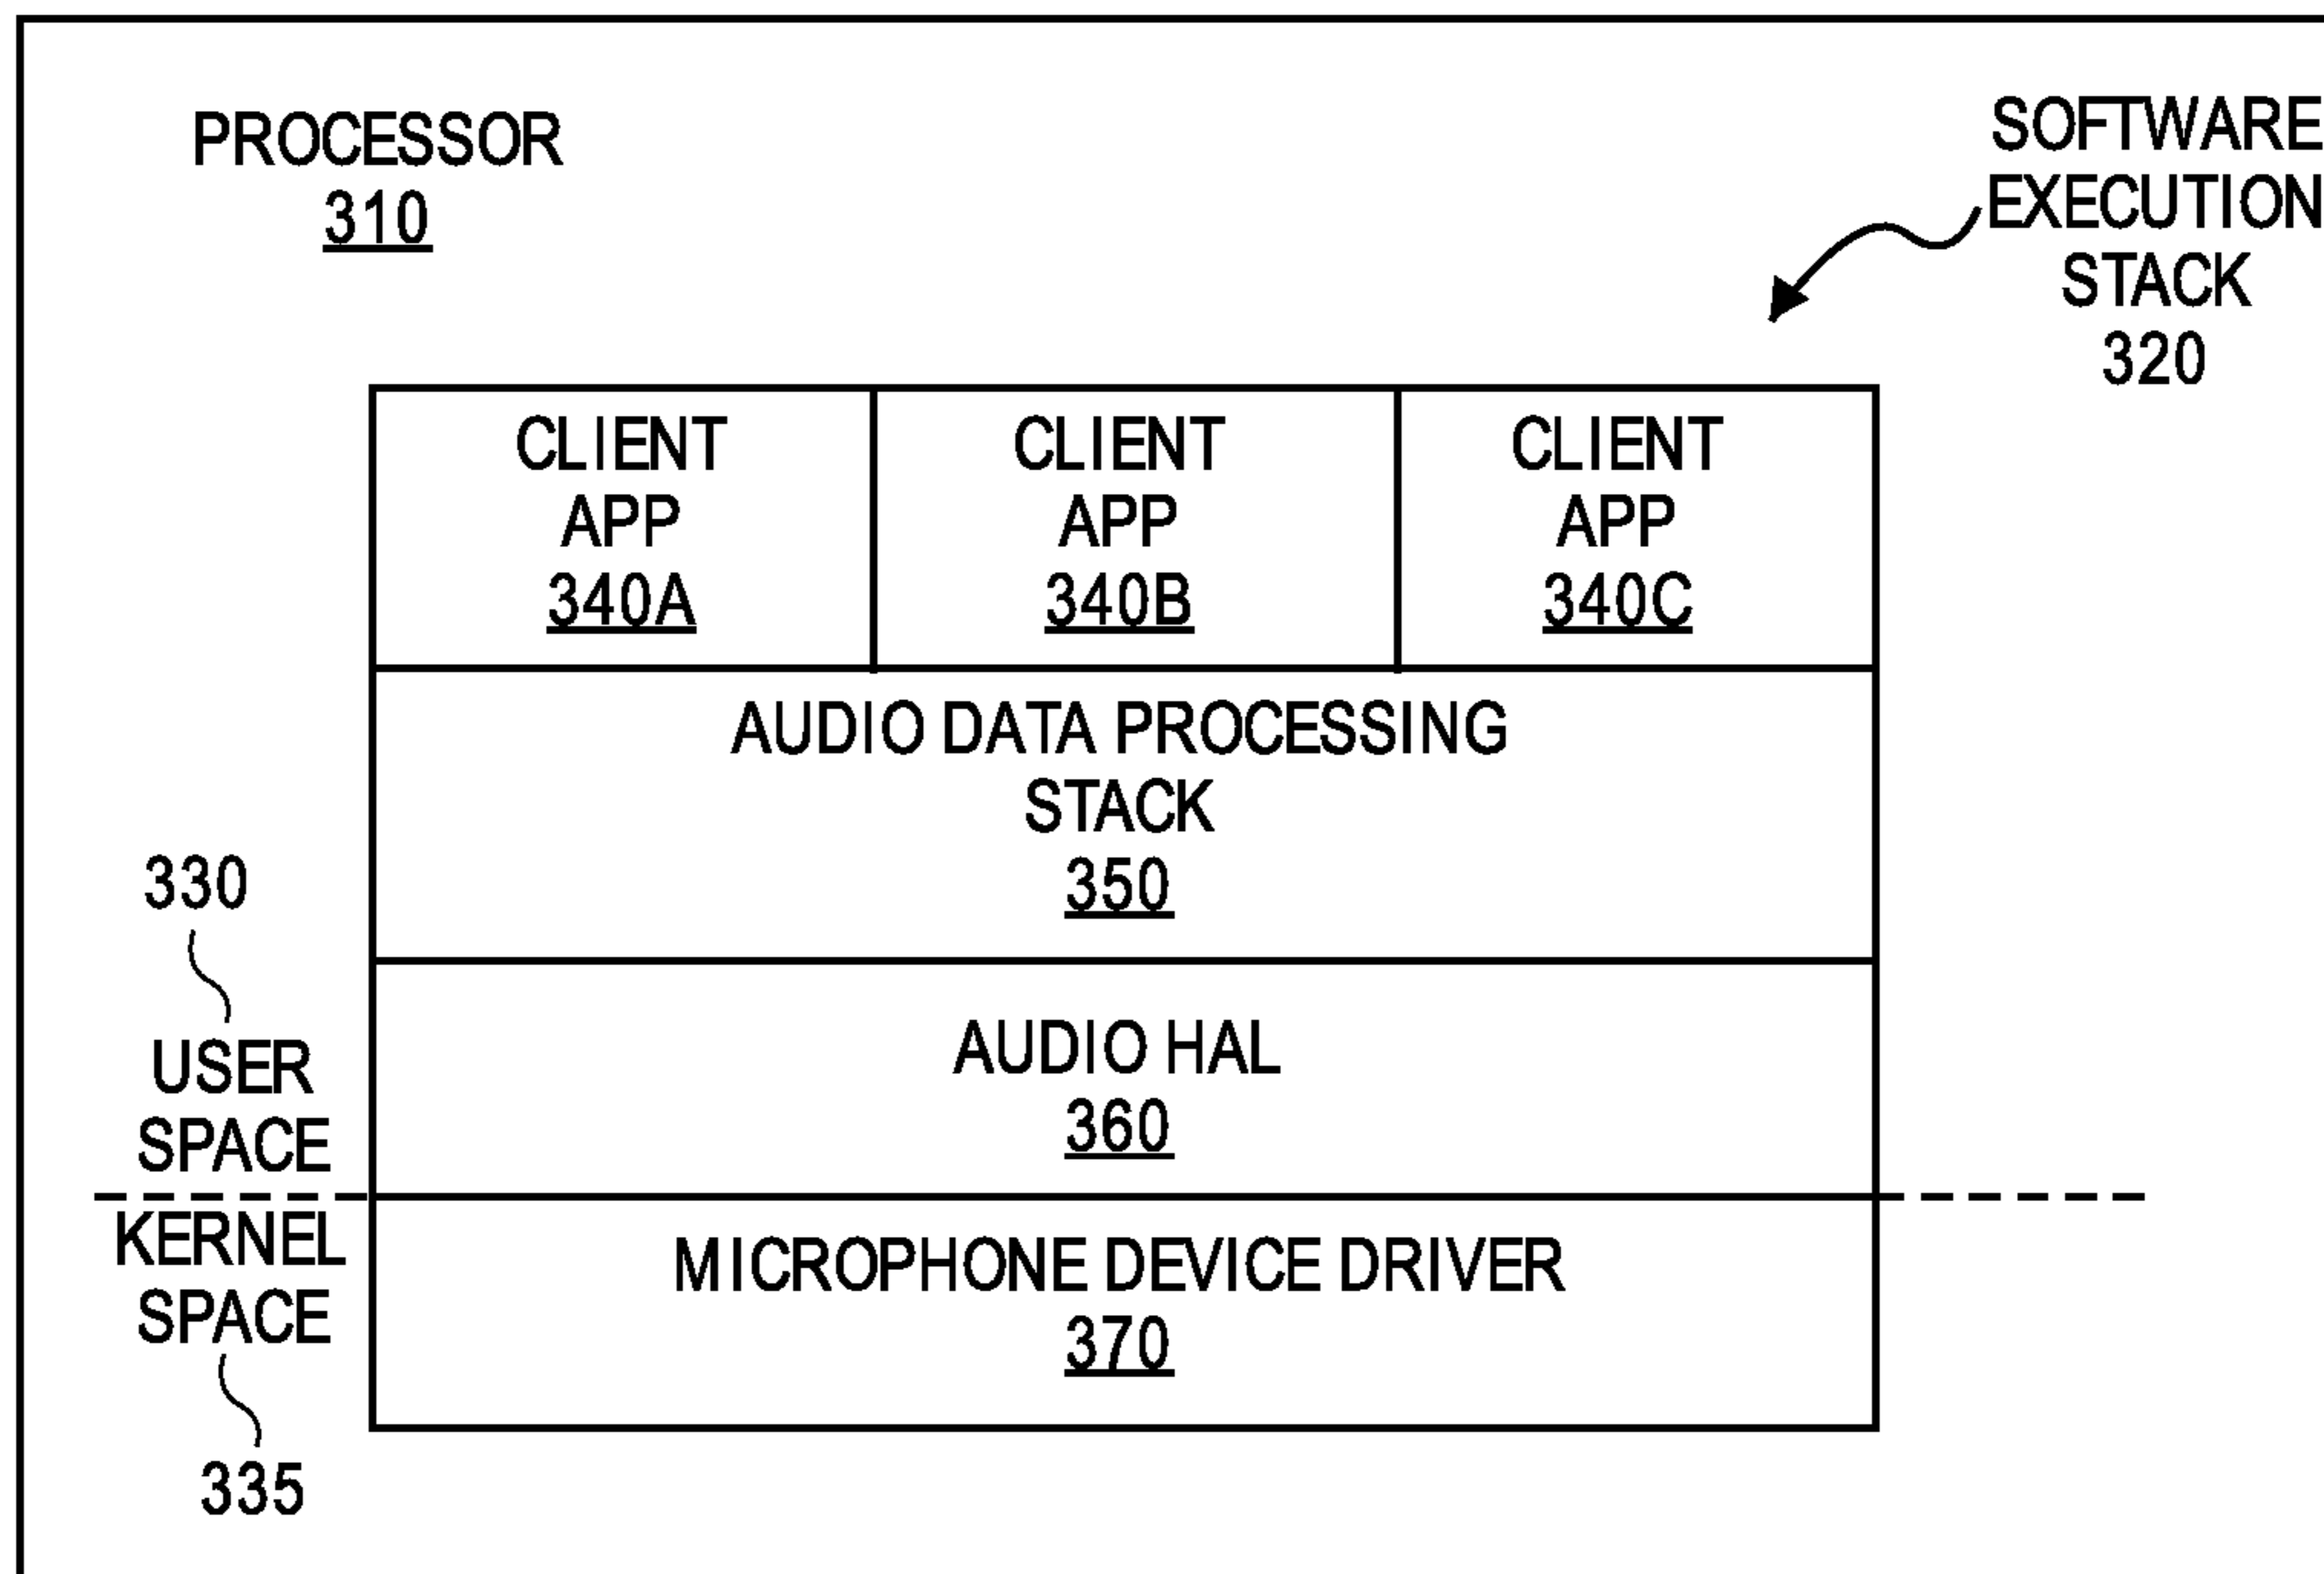 PROCESSOR
310
SOFTWARE
EXECUTION
STACK
320
CLIENT
APP
340A
CLIENT
APP
340B
CLIENT
APP
340C
AUDIO DATA PROCESSING
STACK
350
330
USER
SPACE
AUDIO HAL
360
KERNEL
SPACE
335
MICROPHONE DEVICE DRIVER
370